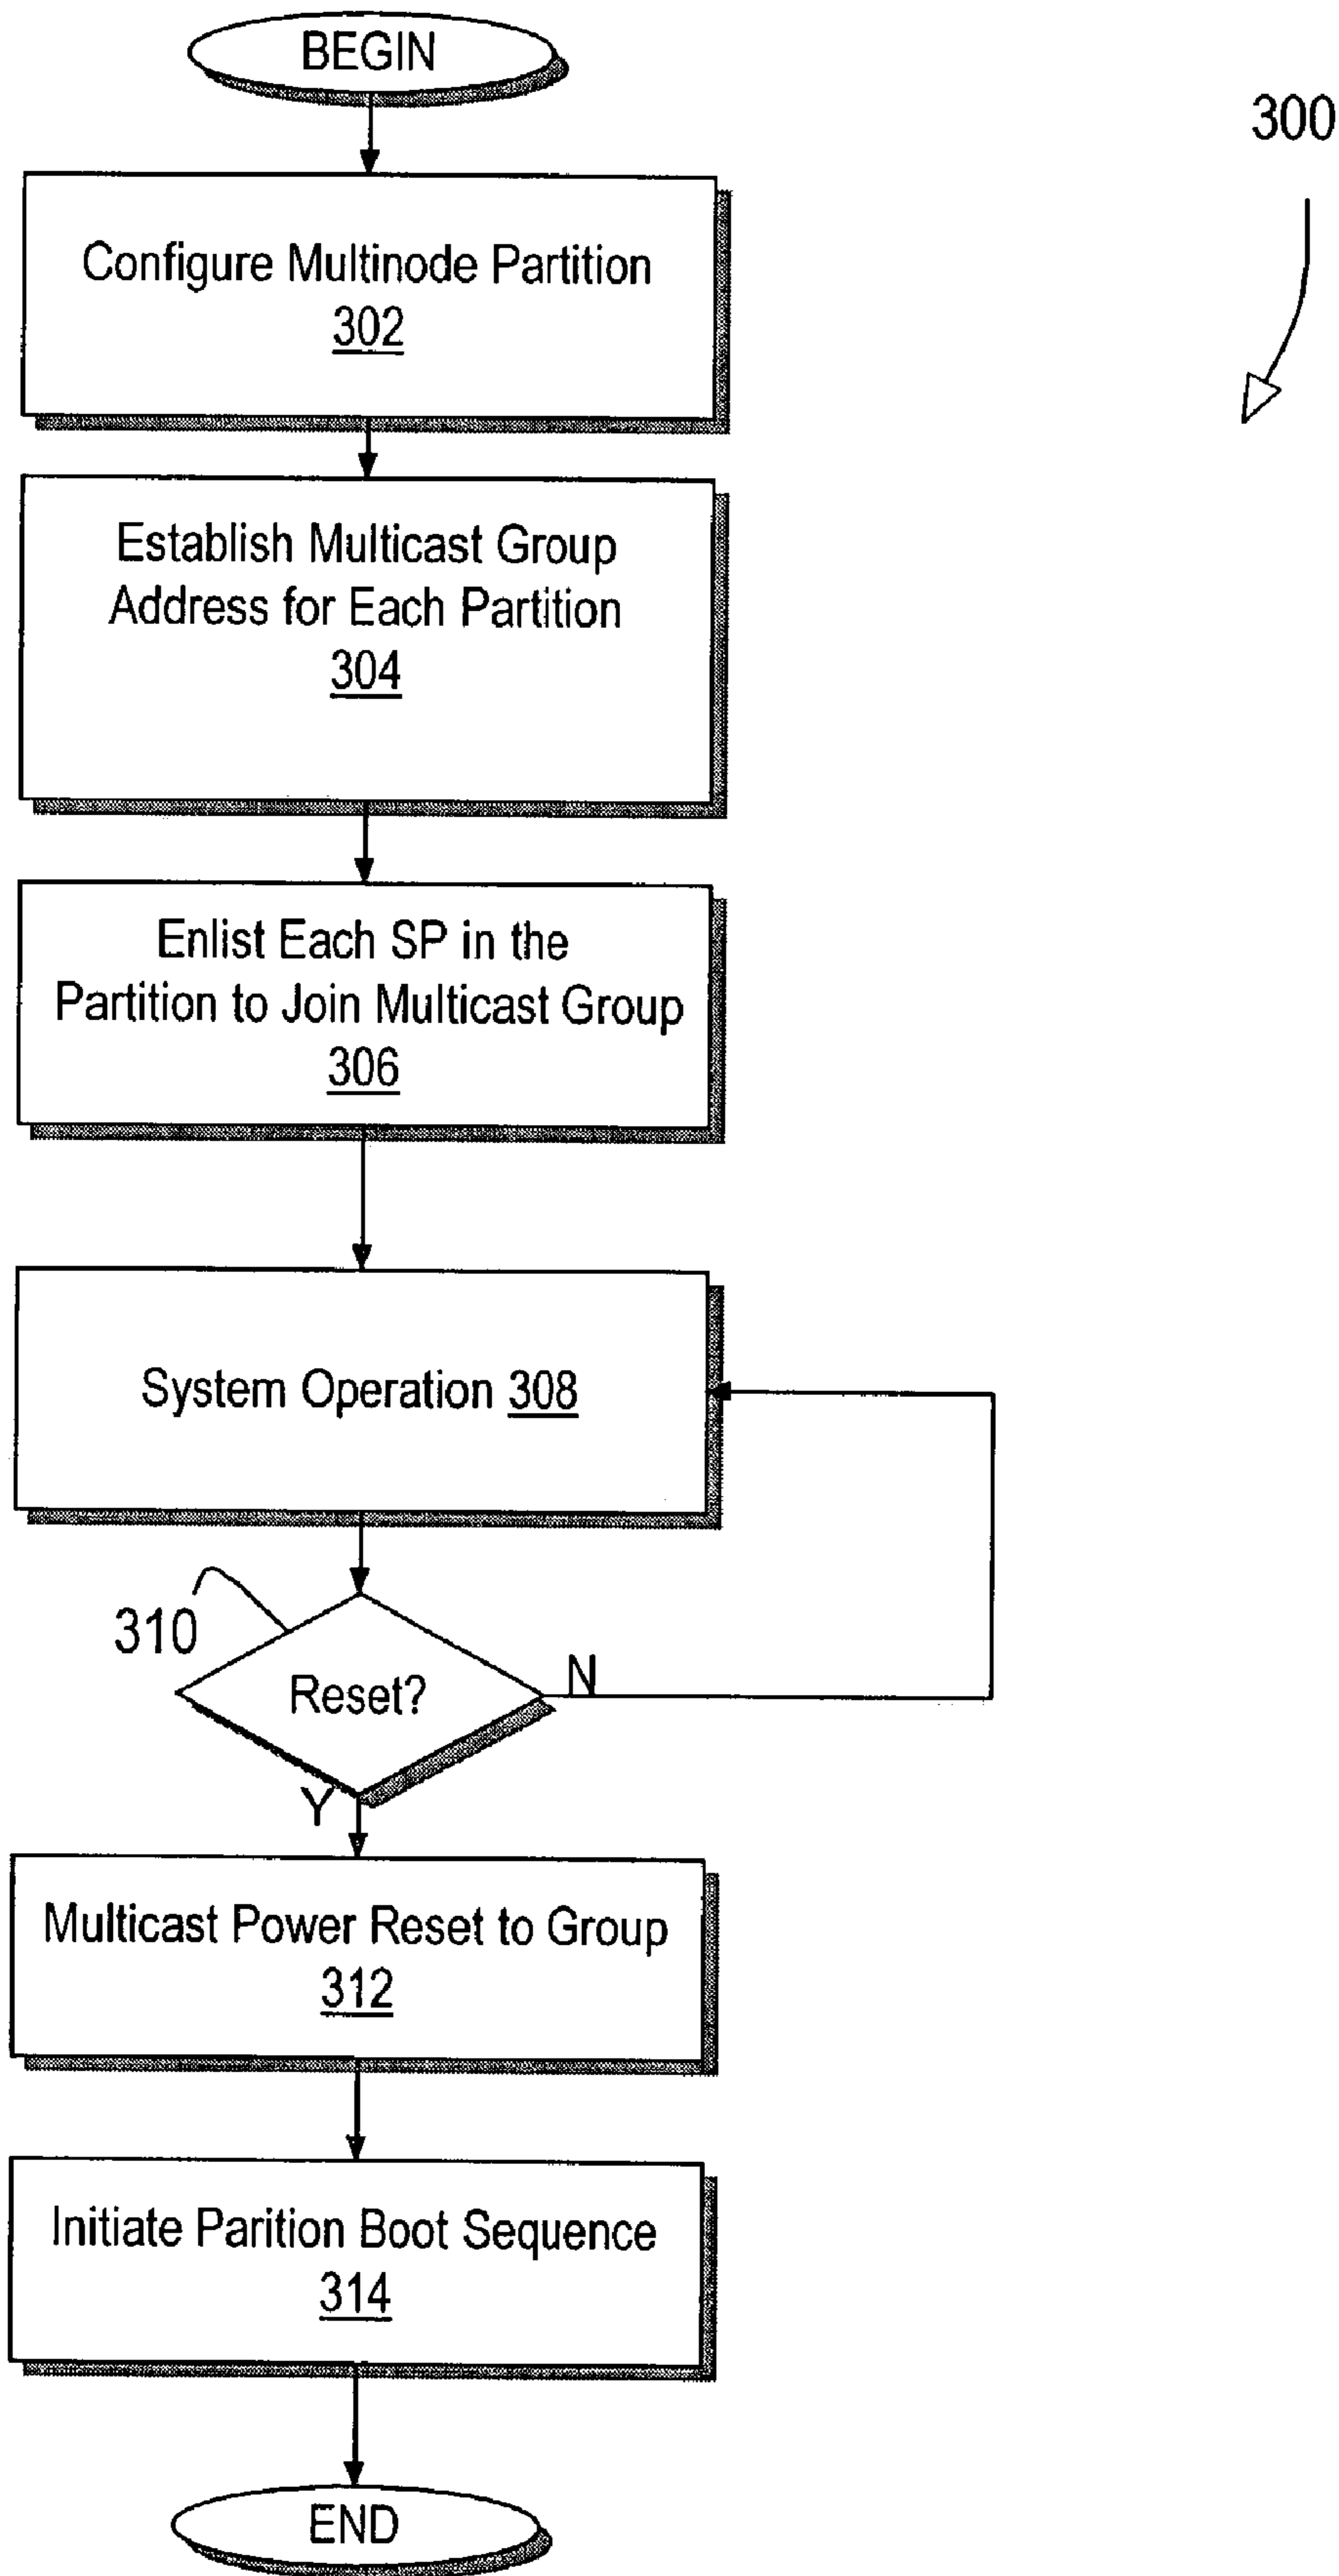 BEGIN
300
Configure Multinode Partition
302
Establish Multicast Group
Address for Each Partition
304
Enlist Each SP in the
Partition to Join Multicast Group
306
System Operation 308
310
Reset?
N
Y
Multicast Power Reset to Group
312
Initiate Parition Boot Sequence
314
END